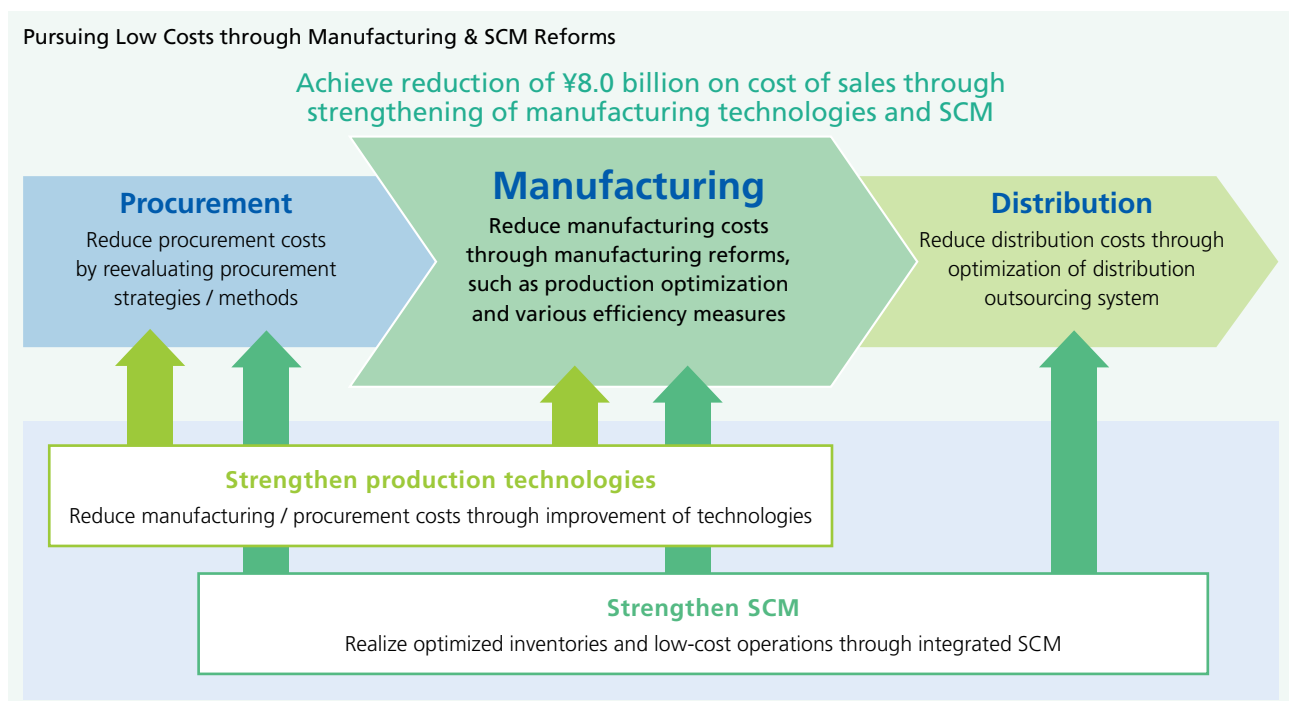 Pursuing Low Costs through Manufacturing & SCM Reforms
Achieve reduction of ¥8.0 billion on cost of sales through
strengthening of manufacturing technologies and SCM
Procurement
Reduce procurement costs
by reevaluating procurement
strategies / methods
Manufacturing
Reduce manufacturing costs
through manufacturing reforms,
such as production optimization
and various efficiency measures
Distribution
Reduce distribution costs through
optimization of distribution
outsourcing system
Strengthen production technologies
Reduce manufacturing / procurement costs through improvement of technologies
Strengthen SCM
Realize optimized inventories and low-cost operations through integrated SCM